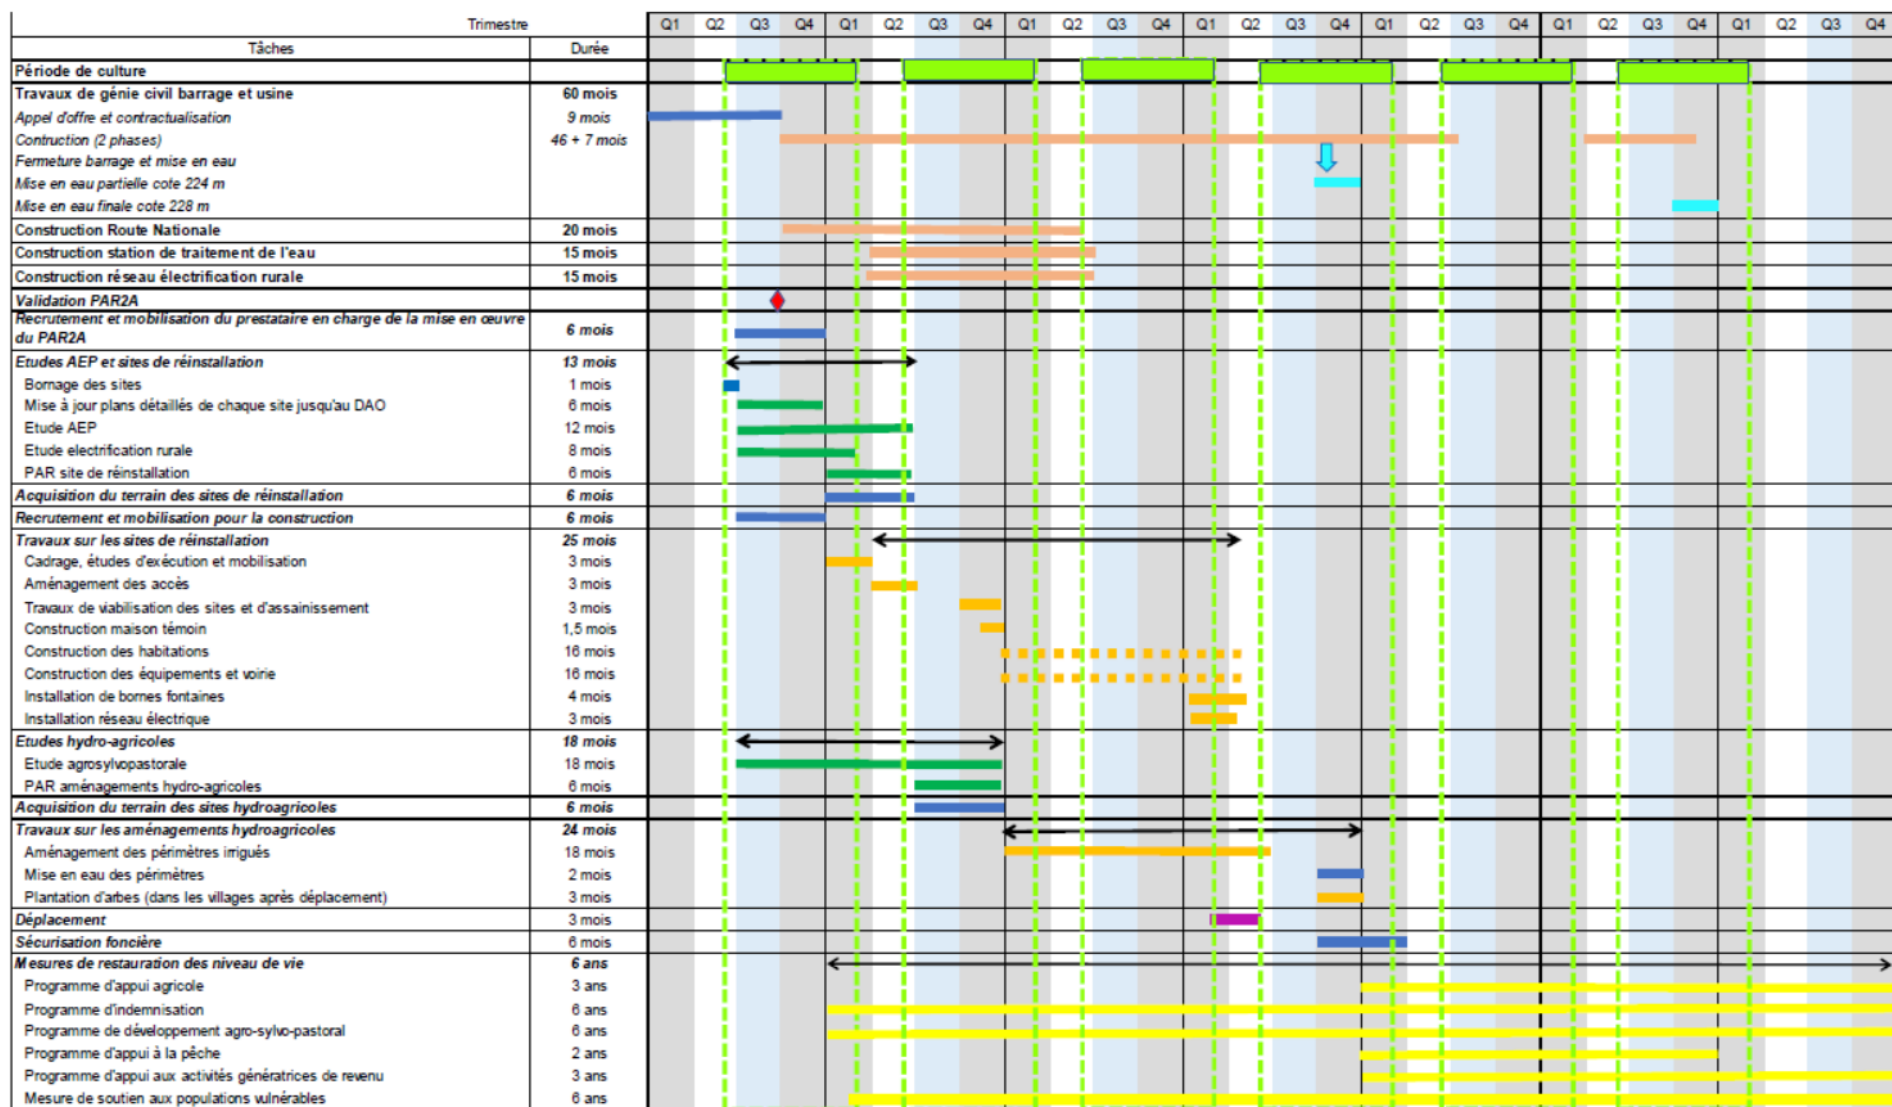 Trimestre Q1 Q2 Q3 Q4 Q1 Q2 Q3 Q4 Q1 Q2 Q3 Q4 Q1 Q2 Q3 Q4 Q1 Q2 Q3 Q4 Q1 Q2 Q3 Q4 Q1 Q2 Q3 Q4
Tâches Durée
Période de culture
Travaux de génie civil barrage et usine 60 mois
Appel d'offre et contractualisation 9 mois
Contruction (2 phases) 46 + 7 mois
Fermeture barrage et mise en eau
Mise en eau partielle cote 224 m
Mise en eau finale cote 228 m
Construction Route Nationale 20 mois
Construction station de traitement de l'eau 15 mois
Construction réseau électrification rurale 15 mois
Validation PAR2A
Recrutement et mobilisation du prestataire en charge de la mise en œuvre
du PAR2A 6 mois
Etudes AEP et sites de réinstallation 13 mois
Bornage des sites 1 mois
Mise à jour plans détaillés de chaque site jusqu'au DAO 6 mois
Etude AEP 12 mois
Etude electrification rurale 8 mois
PAR site de réinstallation 6 mois
Acquisition du terrain des sites de réinstallation 6 mois
Recrutement et mobilisation pour la construction 6 mois
Travaux sur les sites de réinstallation 25 mois
Cadrage, études d'exécution et mobilisation 3 mois
Aménagement des accès 3 mois
Travaux de viabilisation des sites et d'assainissement 3 mois
Construction maison témoin 1,5 mois
Construction des habitations 16 mois
Construction des équipements et voirie 16 mois
Installation de bornes fontaines 4 mois
Installation réseau électrique 3 mois
Etudes hydro-agricoles 18 mois
Etude agrosylvopastorale 18 mois
PAR aménagements hydro-agricoles 6 mois
Acquisition du terrain des sites hydroagricoles 6 mois
Travaux sur les aménagements hydroagricoles 24 mois
Aménagement des périmètres irrigués 18 mois
Mise en eau des périmètres 2 mois
Plantation d'arbes (dans les villages après déplacement) 3 mois
Déplacement 3 mois
Sécurisation foncière 6 mois
Mesures de restauration des niveau de vie 6 ans
Programme d'appui agricole 3 ans
Programme d'indemnisation 6 ans
Programme de développement agro-sylvo-pastoral 6 ans
Programme d'appui à la pêche 2 ans
Programme d'appui aux activités génératrices de revenu 3 ans
Mesure de soutien aux populations vulnérables 6 ans